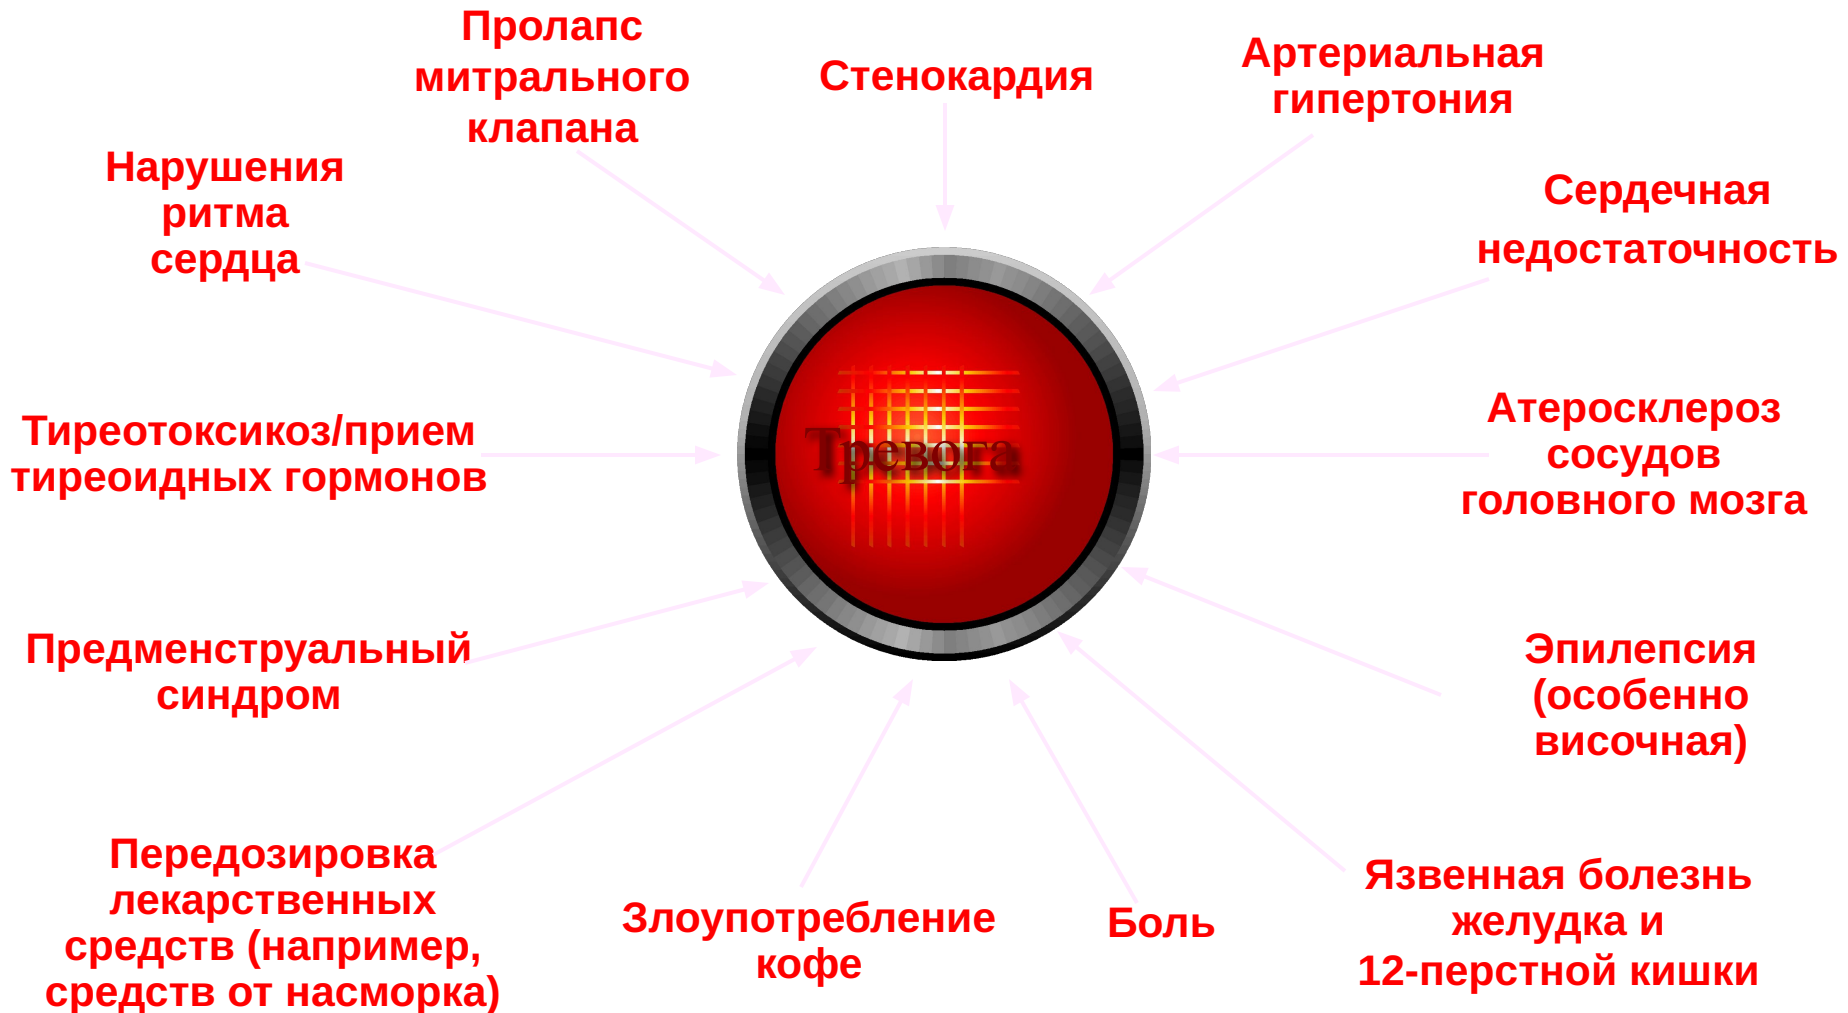 Пролапс
митрального
клапана
Стенокардия
Артериальная
гипертония
Нарушения
ритма
сердца
Сердечная
недостаточность
Тиреотоксикоз/прием
тиреоидных гормонов
Тревога
Атеросклероз
сосудов
головного мозга
Предменструальный
синдром
Эпилепсия
(особенно
височная)
Передозировка
лекарственных
средств (например,
средств от насморка)
Злоупотребление
кофе
Боль
Язвенная болезнь
желудка и
12-перстной кишки